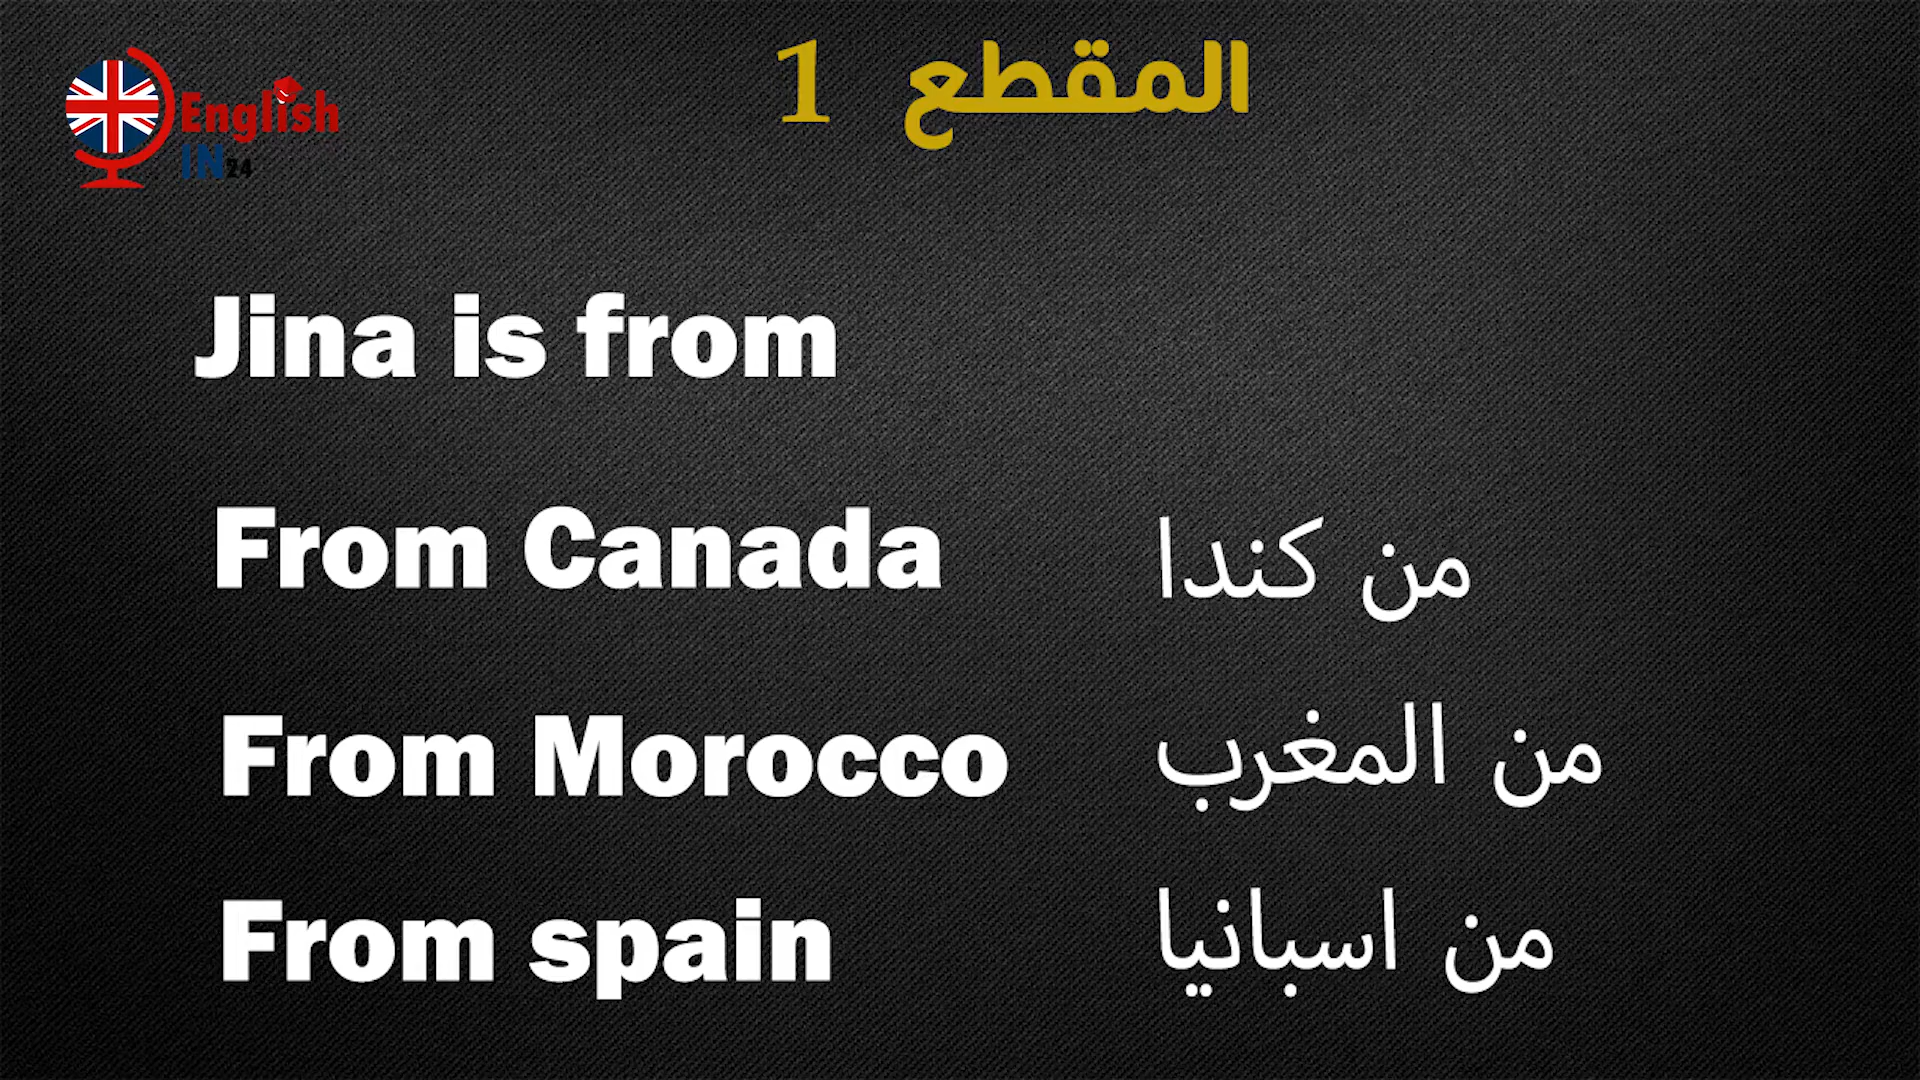 English
IN24
المقطع 1
Jina is from
From Canada من كندا
From Morocco من المغرب
From spain من اسبانيا